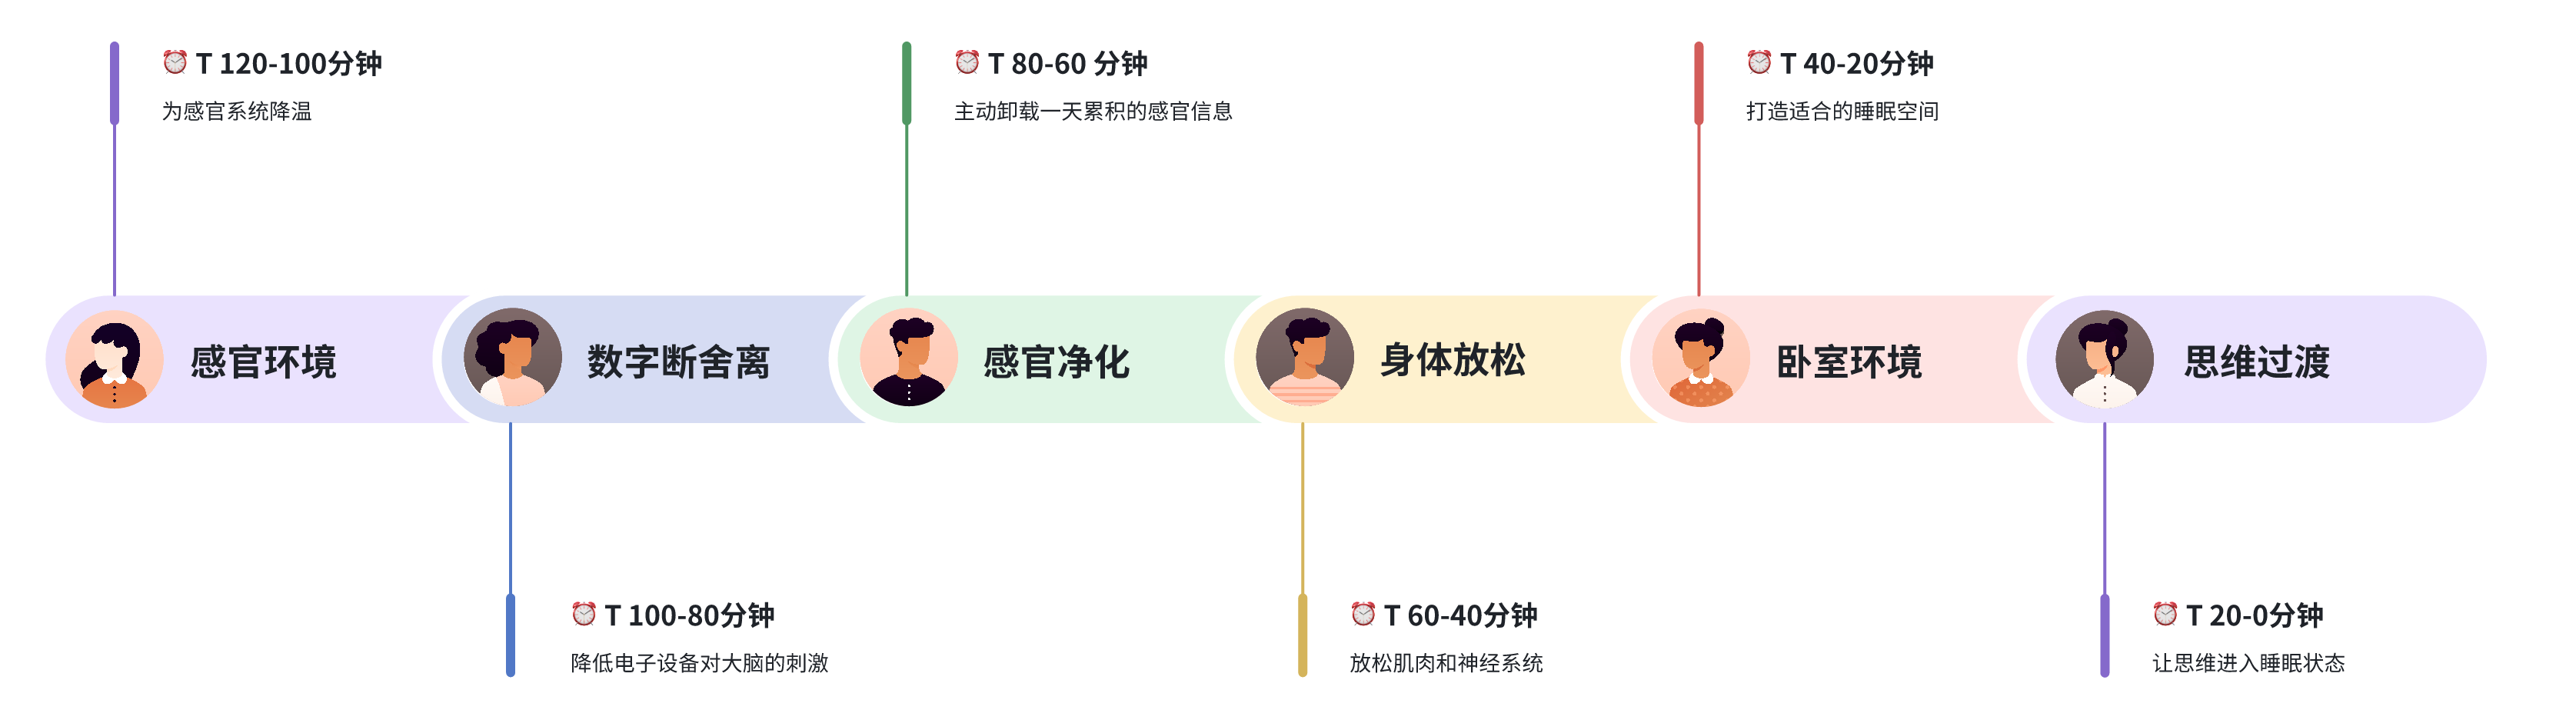 ⏰ T 120-100分钟
为感官系统降温
⏰ T 80-60 分钟
主动卸载一天累积的感官信息
⏰ T 40-20分钟
打造适合的睡眠空间
感官环境
数字断舍离
感官净化
身体放松
卧室环境
思维过渡
⏰ T 100-80分钟
降低电子设备对大脑的刺激
⏰ T 60-40分钟
放松肌肉和神经系统
⏰ T 20-0分钟
让思维进入睡眠状态